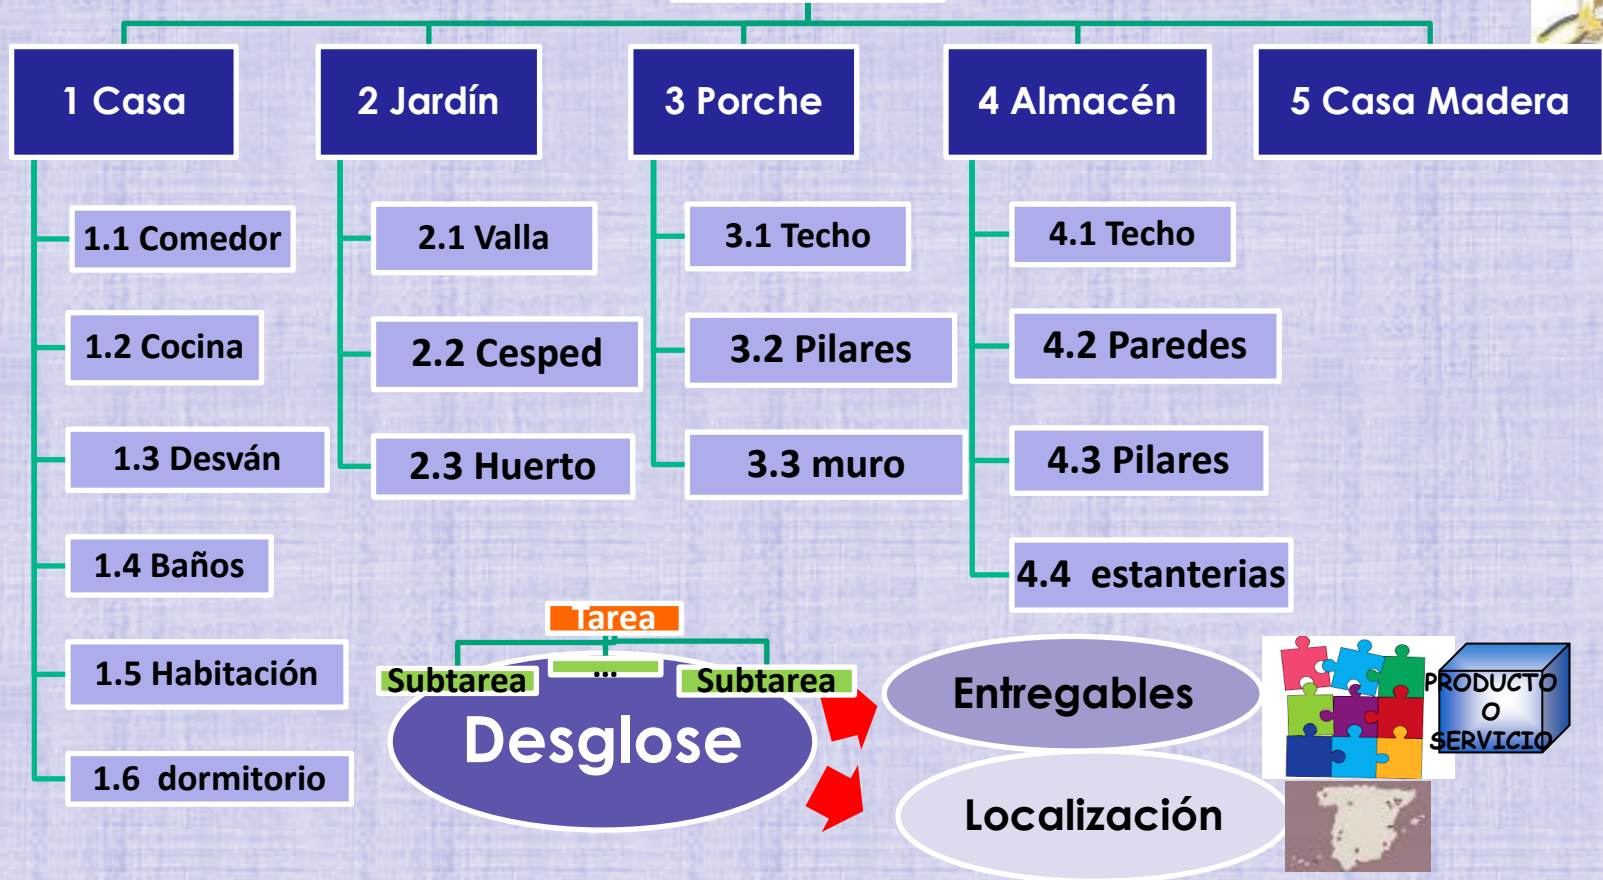 1 Casa
2 Jardín
3 Porche
4 Almacén
5 Casa Madera
1.1 Comedor
1.2 Cocina
1.3 Desván
1.4 Baños
1.5 Habitación
1.6 dormitorio
2.1 Valla
2.2 Cesped
2.3 Huerto
3.1 Techo
3.2 Pilares
3.3 muro
4.1 Techo
4.2 Paredes
4.3 Pilares
4.4 estanterias
Tarea
Subtarea
...
Subtarea
Desglose
Entregables
Localización
PRODUCTO
O
SERVICIO